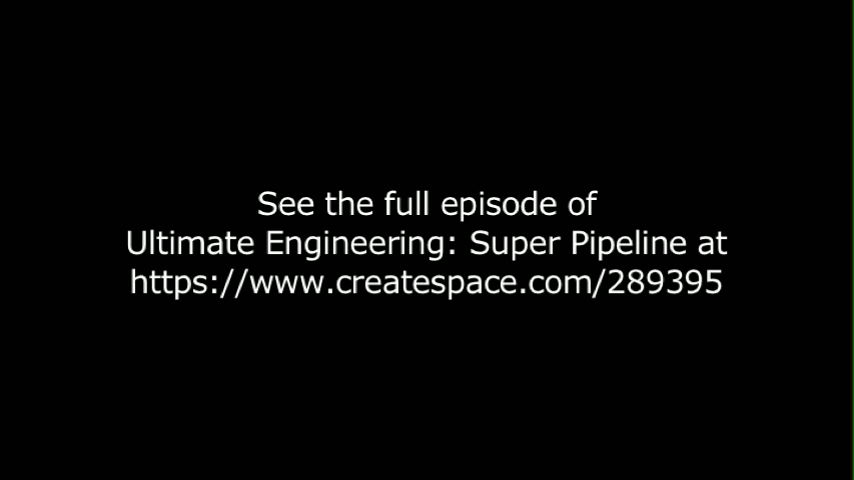 See the full episode of
Ultimate Engineering: Super Pipeline at
https://www.createspace.com/289395